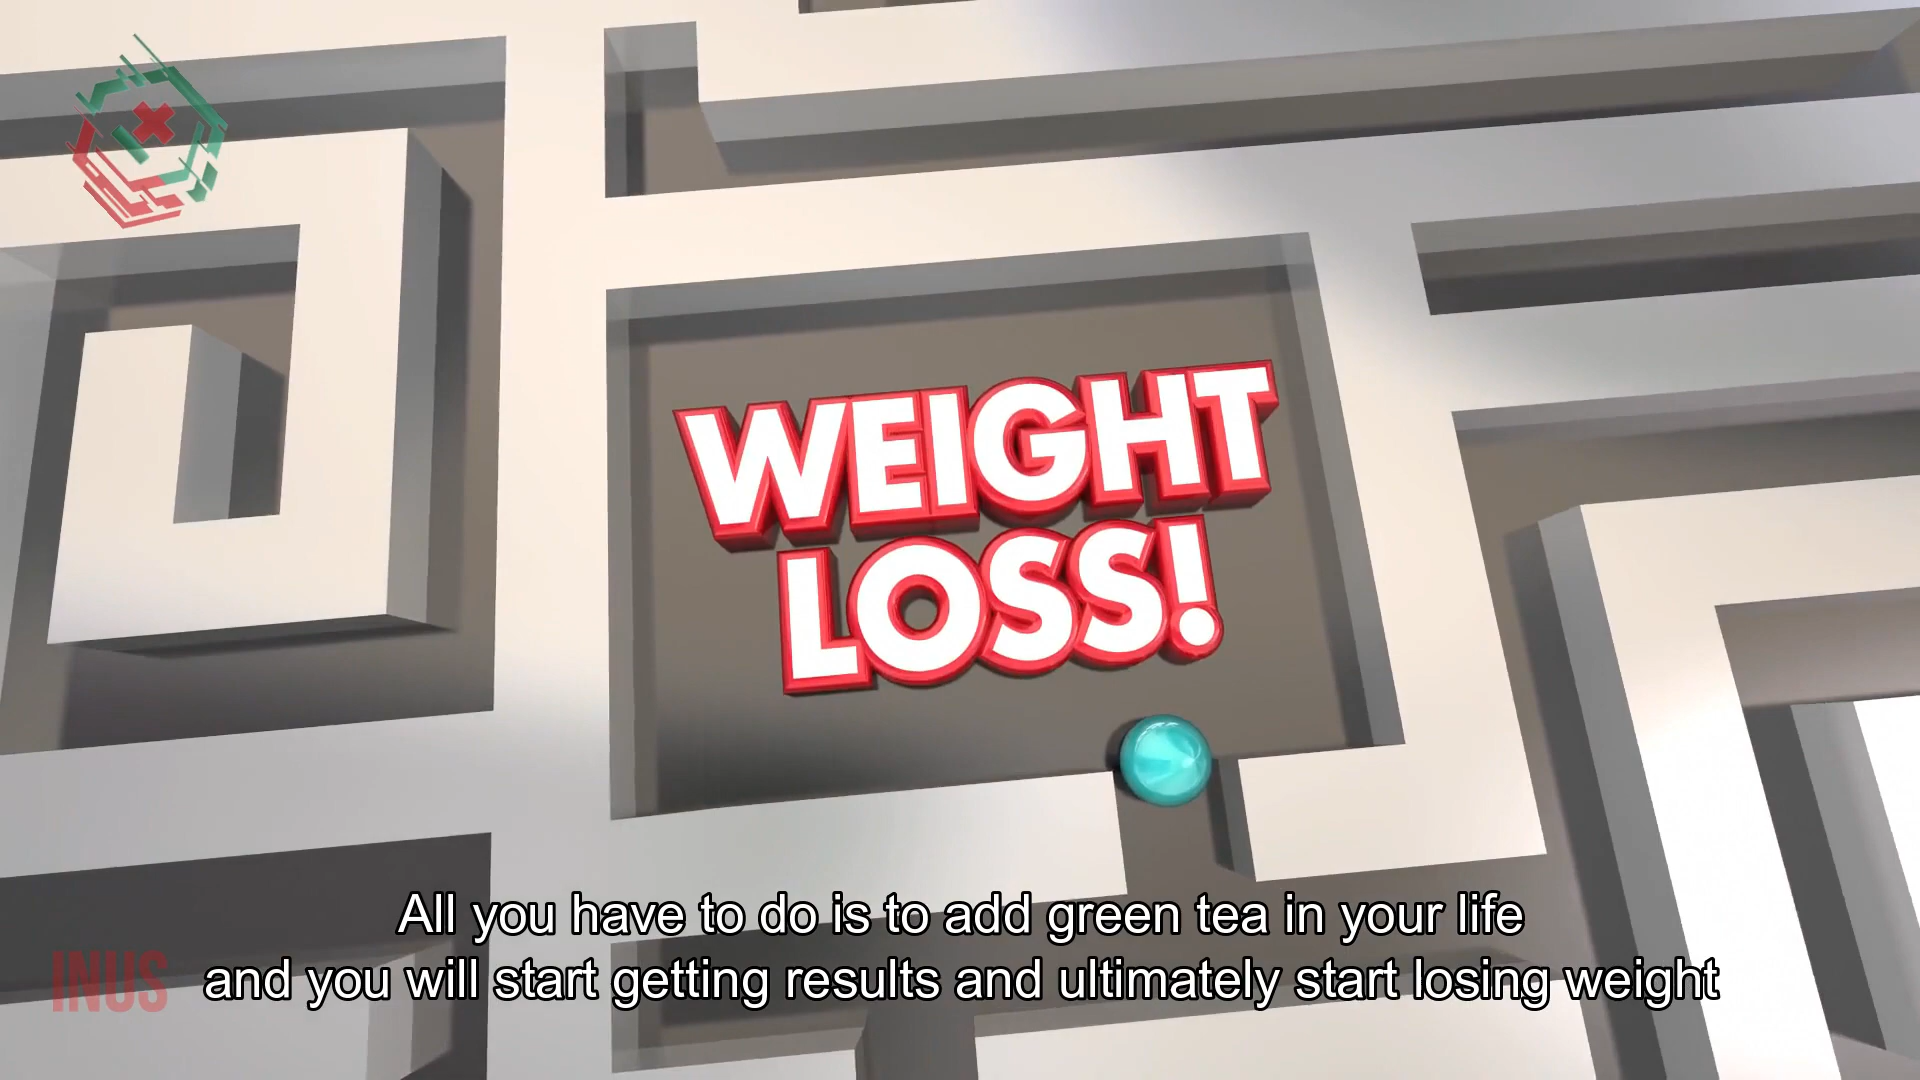 WEIGHT
LOSS!
All you have to do is to add green tea in your life
and you will start getting results and ultimately start losing weight
INUS